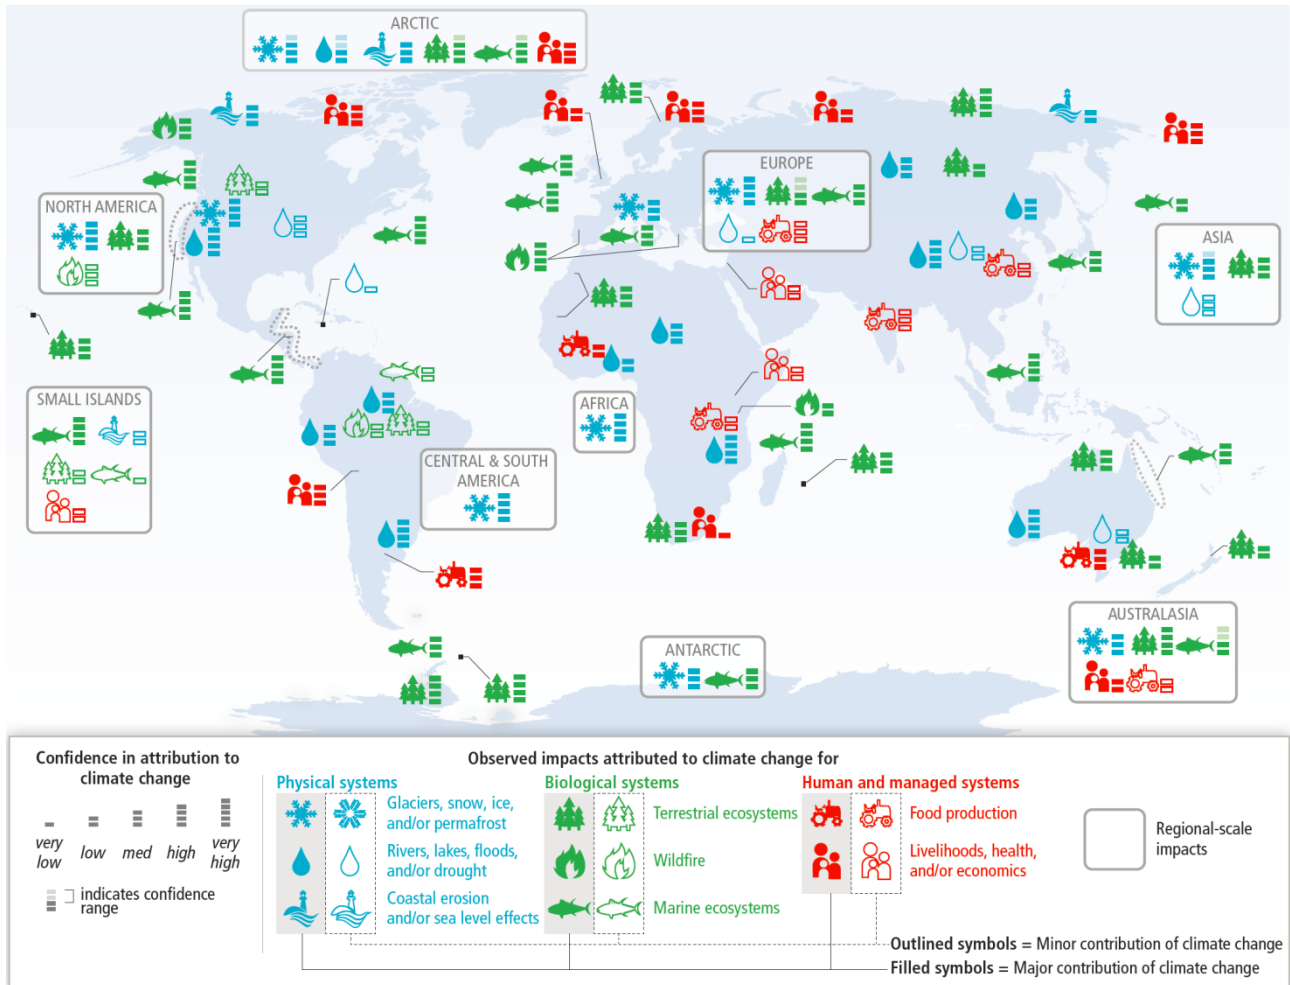 ARCTIC
EUROPE
NORTH AMERICA
ASIA
SMALL ISLANDS
AFRICA
CENTRAL & SOUTH
AMERICA
ANTARCTIC
AUSTRALASIA
Confidence in attribution to
climate change
very
low
low
med
high
very
high
indicates confidence
range
Observed impacts attributed to climate change for
Physical systems
Glaciers, snow, ice,
and/or permafrost
Rivers, lakes, floods,
and/or drought
Coastal erosion
and/or sea level effects
Biological systems
Terrestrial ecosystems
Wildfire
Marine ecosystems
Human and managed systems
Food production
Livelihoods, health,
and/or economics
Regional-scale
impacts
Outlined symbols = Minor contribution of climate change
Filled symbols = Major contribution of climate change